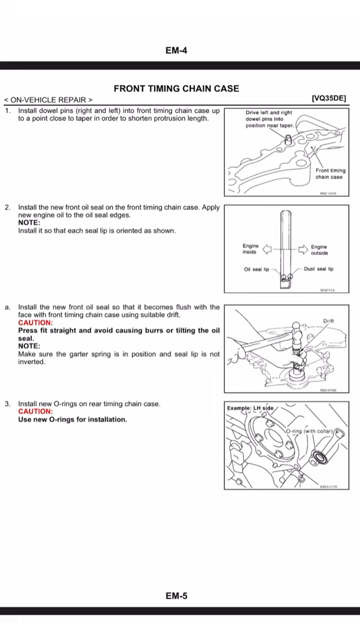 EM-4
FRONT TIMING CHAIN CASE
< ON-VEHICLE REPAIR >
[VQ35DE]
1. Install dowel pins (right and left) into front timing chain case up
to a point close to taper in order to shorten protrusion length.
Drive left and right
dowel pins into
position near taper.
Front timing
chain case
2. Install the new front oil seal on the front timing chain case. Apply
new engine oil to the oil seal edges.
NOTE:
Install it so that each seal lip is oriented as shown.
Engine
inside
Engine
outside
Oil seal lip
Dust seal lip
a. Install the new front oil seal so that it becomes flush with the
face with front timing chain case using suitable drift.
CAUTION:
Press fit straight and avoid causing burrs or tilting the oil
seal.
NOTE:
Make sure the garter spring is in position and seal lip is not
inverted.
Drift
3. Install new O-rings on rear timing chain case.
CAUTION:
Use new O-rings for installation.
Example: LH side
O-ring (with collar)
EM-5